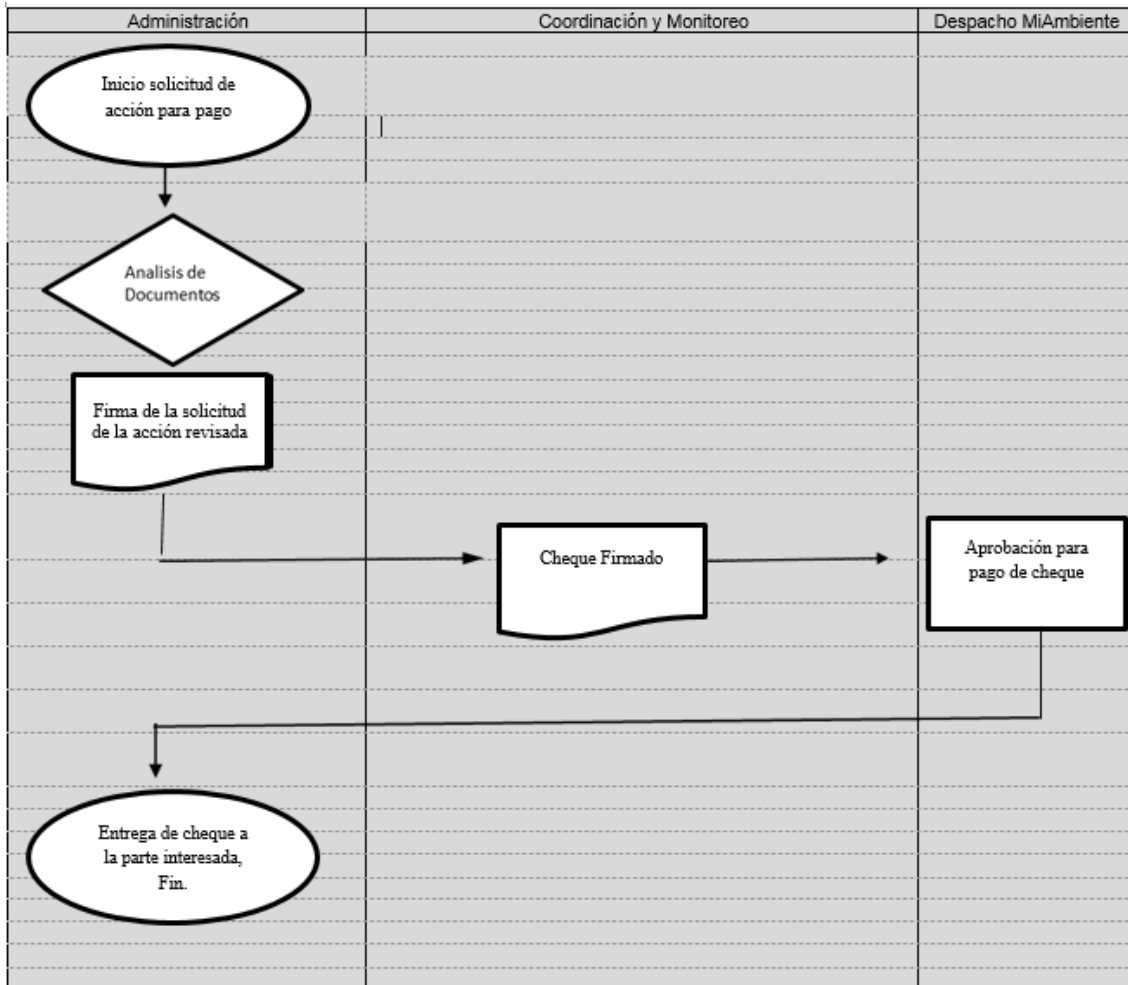 Administración
Coordinación y Monitoreo
Despacho MiAmbiente
Inicio solicitud de
acción para pago
Analisis de
Documentos
Firma de la solicitud
de la acción revisada
Cheque Firmado
Aprobación para
pago de cheque
Entrega de cheque a
la parte interesada,
Fin.